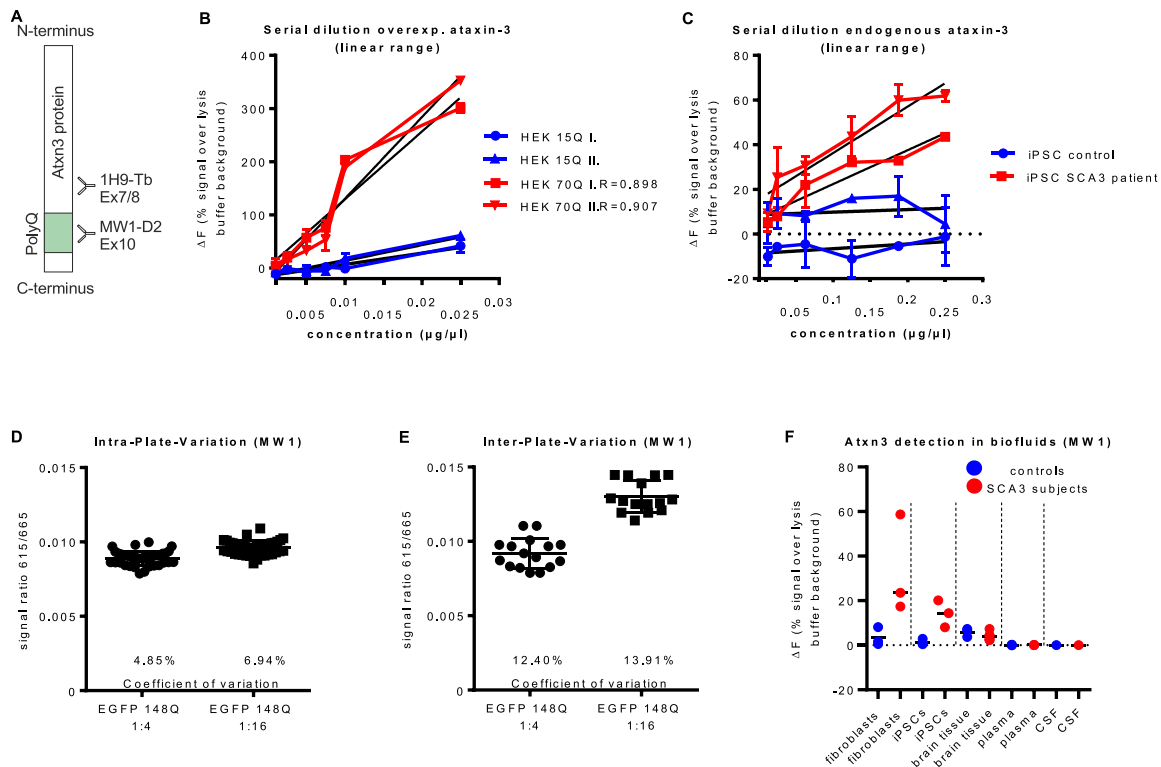 A
N-terminus
Atxn3 protein
1H9-Tb
Ex7/8
PolyQ
MW1-D2
Ex10
C-terminus
B
Serial dilution overexp. ataxin-3
(linear range)
Δ F (% signal over lysis
buffer background)
400
300
200
100
0
0.005
0.01
0.015
0.02
0.025
0.03
concentration (µg/µl)
HEK 15Q I.
HEK 15Q II.
HEK 70Q I.R=0.898
HEK 70Q II.R=0.907
C
Serial dilution endogenous ataxin-3
(linear range)
Δ F (% signal over lysis
buffer background)
80
60
40
20
0
-20
0.05
0.1
0.15
0.2
0.25
0.3
concentration (µg/µl)
iPSC control
iPSC SCA3 patient
D
Intra-Plate-Variation (MW1)
signal ratio 615/665
0.015
0.010
0.005
0
4.85%
6.94%
Coefficient of variation
EGFP 148Q
1:4
EGFP 148Q
1:16
E
Inter-Plate-Variation (MW1)
signal ratio 615/665
0.015
0.010
0.005
0
12.40%
13.91%
Coefficient of variation
EGFP 148Q
1:4
EGFP 148Q
1:16
F
Atxn3 detection in biofluids (MW1)
controls
SCA3 subjects
Δ F (% signal over lysis
buffer background)
80
60
40
20
0
-20
fibroblasts
fibroblasts
iPSCs
iPSCs
brain tissue
brain tissue
plasma
plasma
CSF
CSF